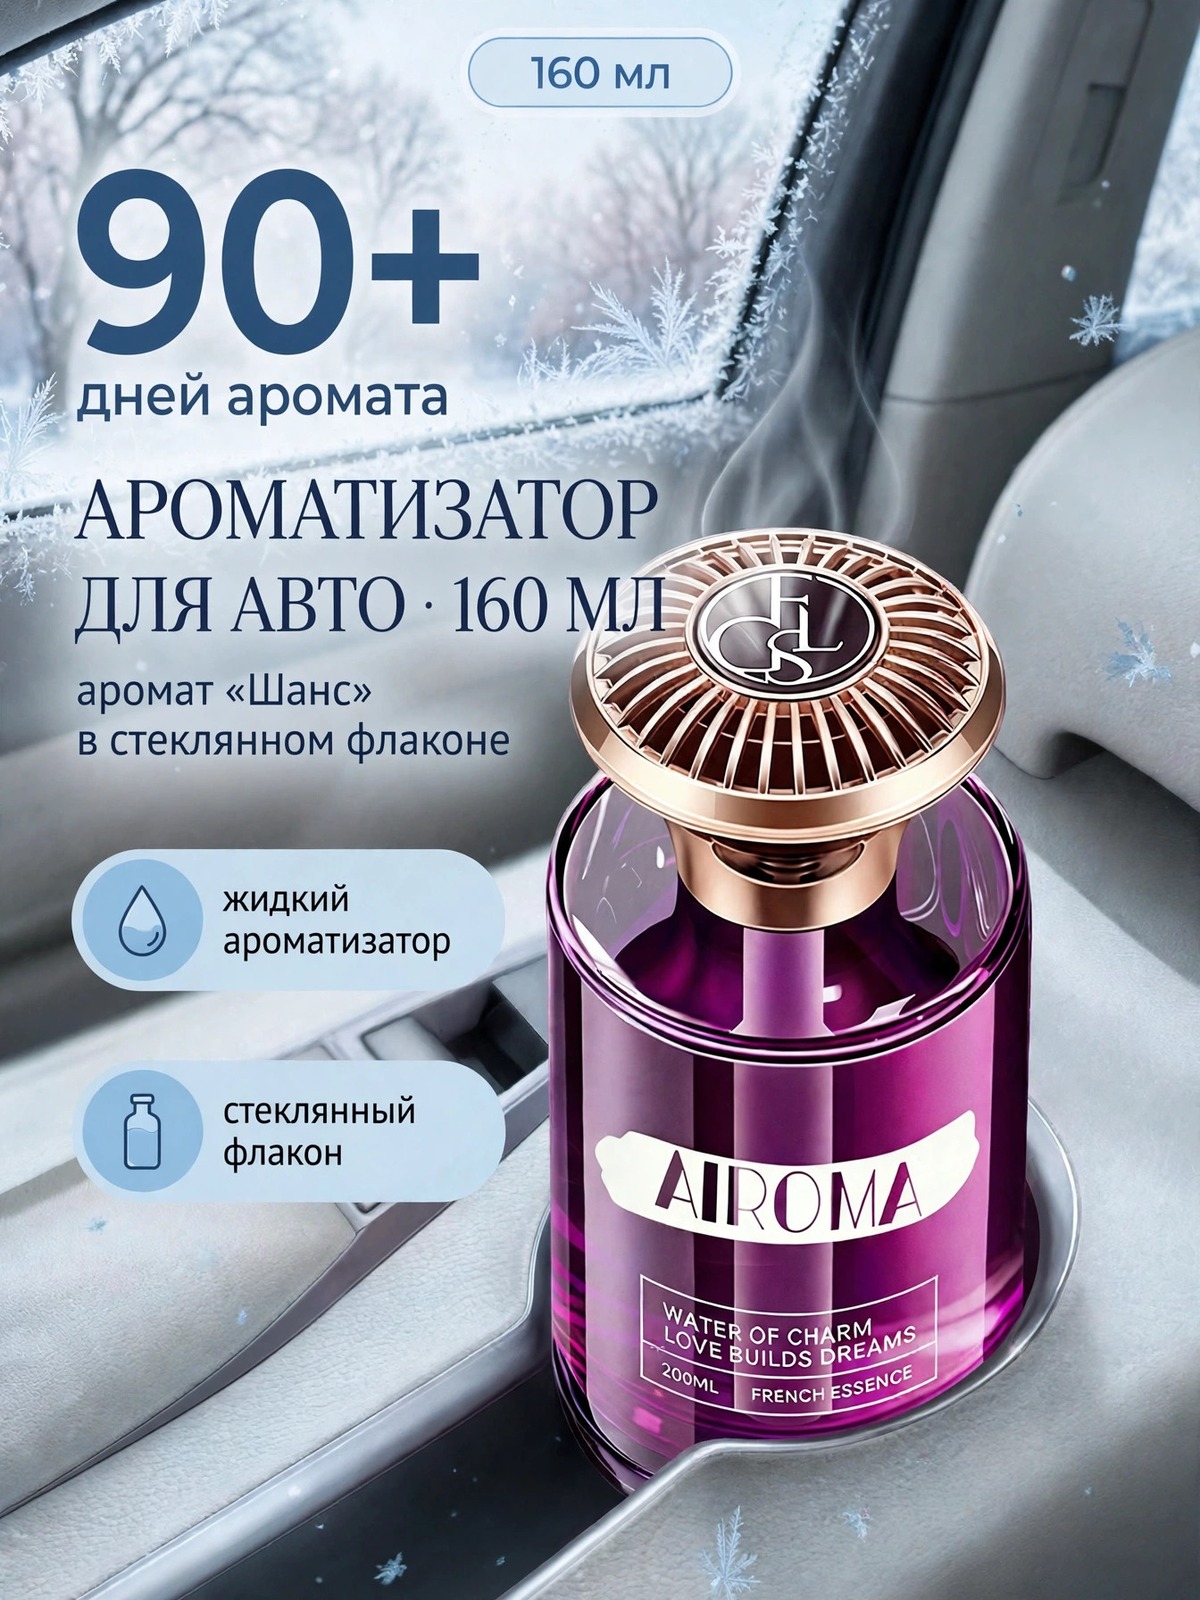 160 мл
90+
дней аромата
АРОМАТИЗАТОР
ДЛЯ АВТО · 160 МЛ
аромат «Шанс»
в стеклянном флаконе
жидкий
ароматизатор
стеклянный
флакон
AIROMA
WATER OF CHARM
LOVE BUILDS DREAMS
200ML FRENCH ESSENCE